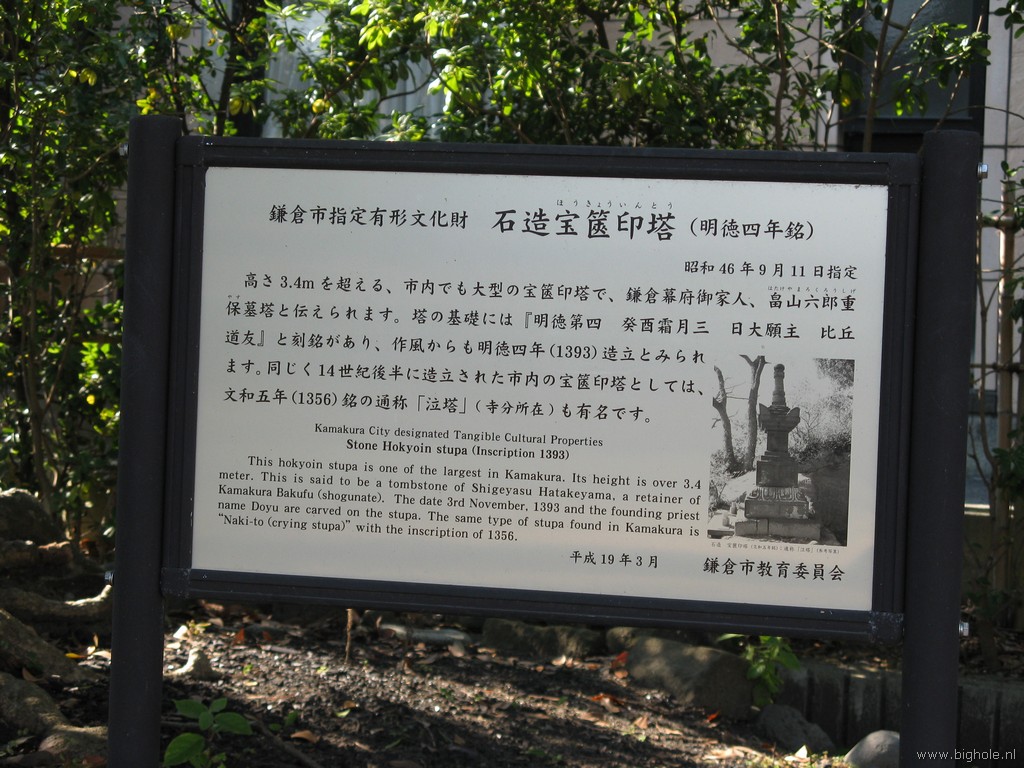 鎌倉市指定有形文化財　石造宝篋印塔（明徳四年銘）
ほうきょういんとう
昭和46年9月11日指定
高さ3.4mを超える、市内でも大型の宝篋印塔で、鎌倉幕府御家人、畠山六郎重
はたけやまろくろうしげ
保墓塔と伝えられます。塔の基礎には『明徳第四　癸酉霜月三　日大願主　比丘
やす
道友』と刻銘があり、作風からも明徳四年(1393)造立とみられ
ます。同じく14世紀後半に造立された市内の宝篋印塔としては、
文和五年(1356)銘の通称「泣塔」(寺分所在)も有名です。
Kamakura City designated Tangible Cultural Properties
Stone Hokyoin stupa (Inscription 1393)
This hokyoin stupa is one of the largest in Kamakura. Its height is over 3.4
meter. This is said to be a tombstone of Shigeyasu Hatakeyama, a retainer of
Kamakura Bakufu (shogunate). The date 3rd November, 1393 and the founding priest
name Doyu are carved on the stupa. The same type of stupa found in Kamakura is
"Naki-to (crying stupa)" with the inscription of 1356.
平成19年3月　鎌倉市教育委員会
www.bighole.nl